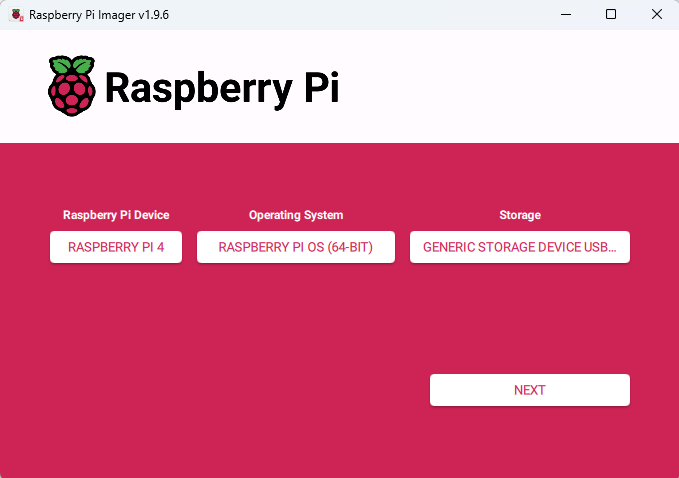 Raspberry Pi Imager v1.9.6
Raspberry Pi
Raspberry Pi Device
Operating System
Storage
RASPBERRY PI 4
RASPBERRY PI OS (64-BIT)
GENERIC STORAGE DEVICE USB...
NEXT